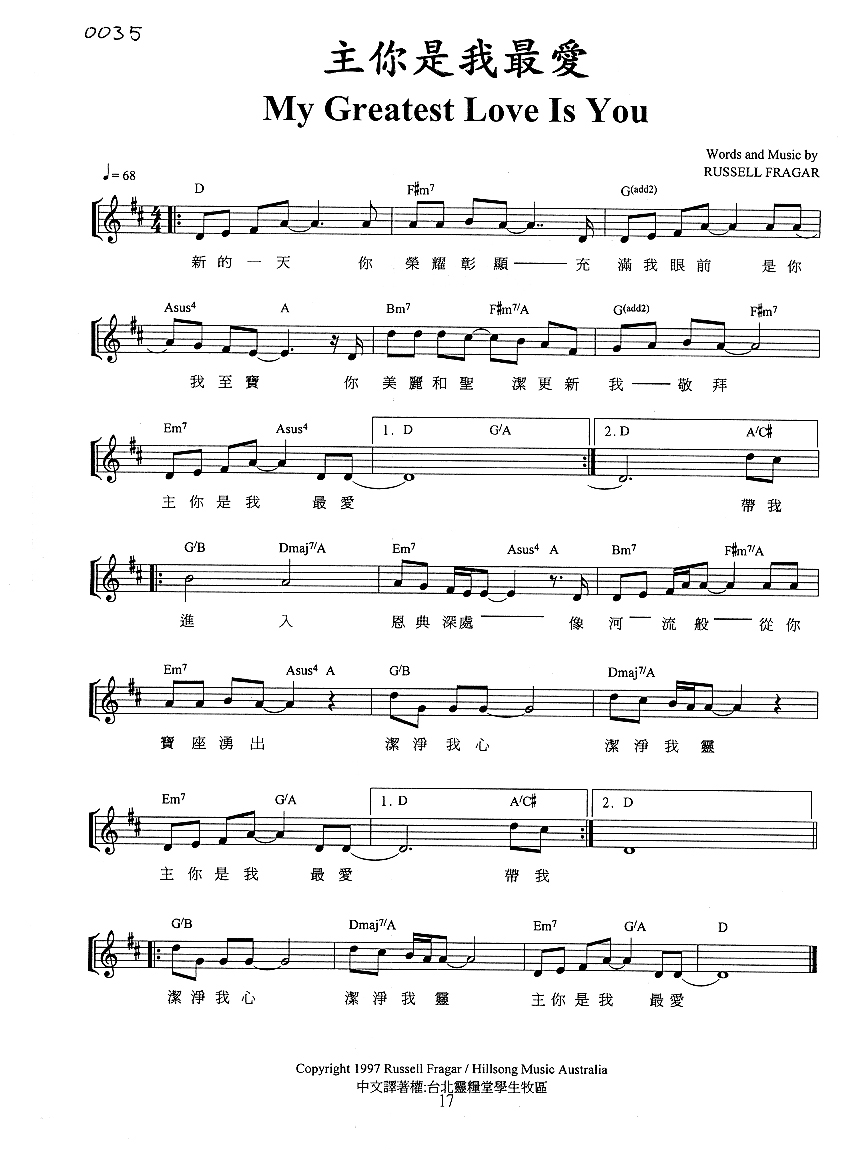 0035
主你是我最愛
My Greatest Love Is You
Words and Music by
RUSSELL FRAGAR
♩= 68
D F#m7 G(add2)
新 的 一 天 你 榮 耀 彰 顯 充 滿 我 眼 前 是 你
Asus4 A Bm7 F#m7/A G(add2) F#m7
我 至 寶 你 美 麗 和 聖 潔 更 新 我 敬 拜
Em7 Asus4 1. D G/A 2. D A/C#
主 你 是 我 最 愛 帶 我
G/B Dmaj7/A Em7 Asus4 A Bm7 F#m7/A
進 入 恩 典 深 處 像 河 流 般 從 你
Em7 Asus4 A G/B Dmaj7/A
寶 座 湧 出 潔 淨 我 心 潔 淨 我 靈
Em7 G/A 1. D A/C# 2. D
主 你 是 我 最 愛 帶 我
G/B Dmaj7/A Em7 G/A D
潔 淨 我 心 潔 淨 我 靈 主 你 是 我 最 愛
Copyright 1997 Russell Fragar / Hillsong Music Australia
中文譯著權:台北靈糧堂學生牧區
17